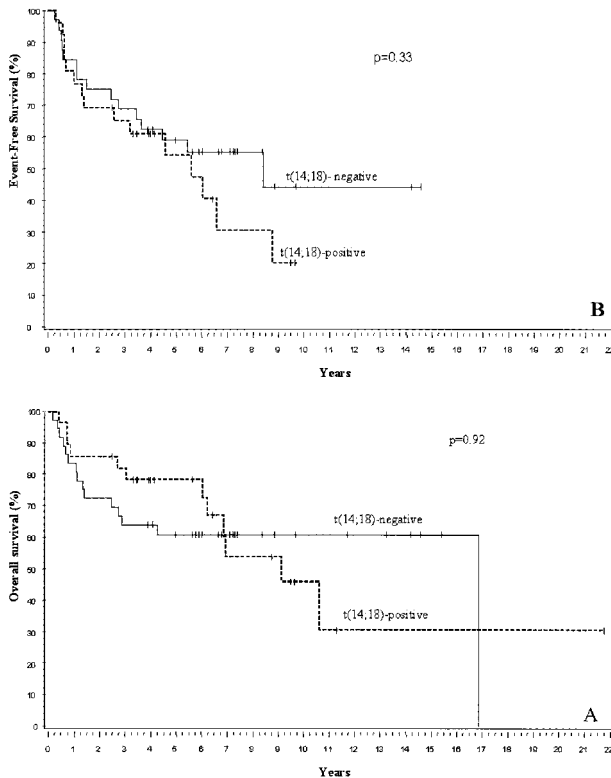 100
90
80
70
60
50
40
30
20
10
0
Event-Free Survival (%)
p=0.33
t(14;18)- negative
t(14;18)-positive
B
0 1 2 3 4 5 6 7 8 9 10 11 12 13 14 15 16 17 18 19 20 21 22
Years
100
90
80
70
60
50
40
30
20
10
0
Overall survival (%)
p=0.92
t(14;18)-negative
t(14;18)-positive
A
0 1 2 3 4 5 6 7 8 9 10 11 12 13 14 15 16 17 18 19 20 21 22
Years